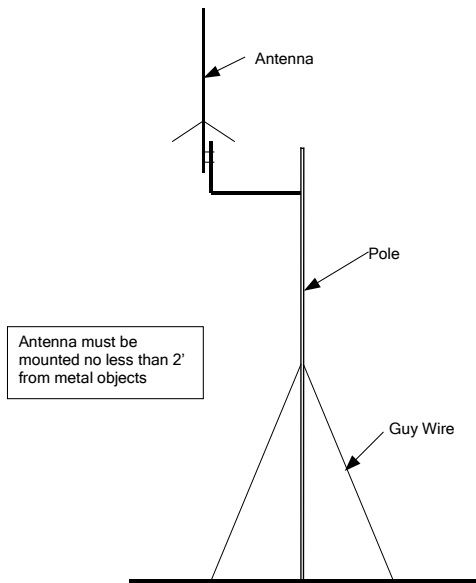 Antenna
Pole
Antenna must be
mounted no less than 2’
from metal objects
Guy Wire